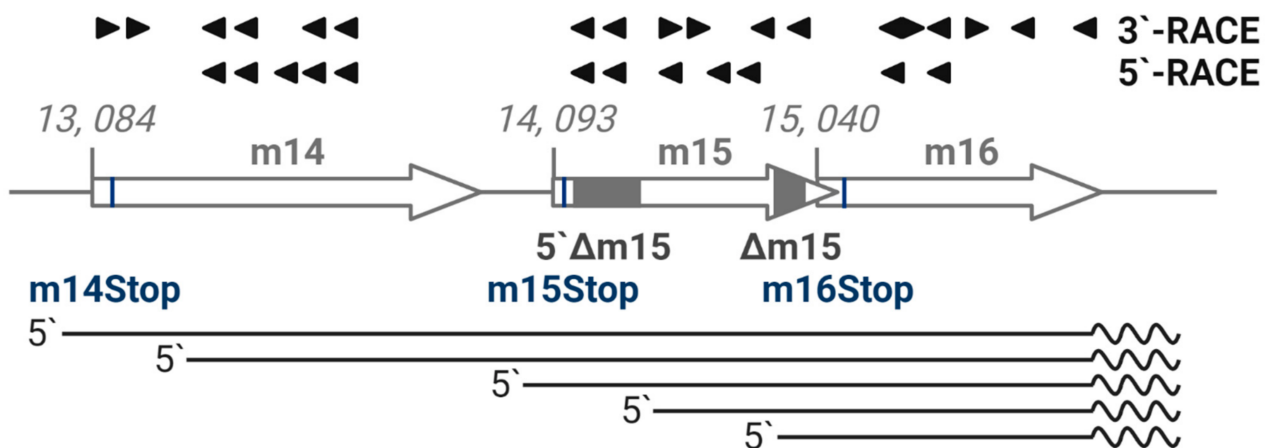 3`-RACE
5`-RACE
13, 084 14, 093 15, 040
m14 m15 m16
5`Δm15 Δm15
m14Stop m15Stop m16Stop
5`
5`
5`
5`
5`